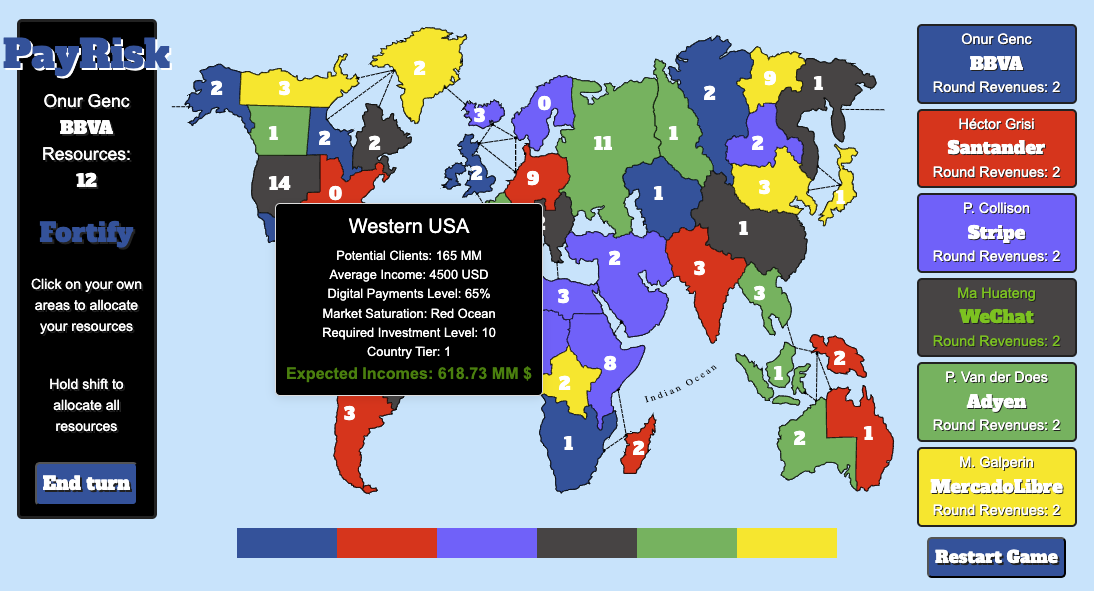 PayRisk
Onur Genc
BBVA
Resources:
12
Fortify
Click on your own
areas to allocate
your resources
Hold shift to
allocate all
resources
End turn
2
3
2
3
0
1
2
2
14
0
2
9
11
1
2
9
1
2
3
1
1
1
2
3
3
3
8
2
1
2
3
1
2
2
1
Indian Ocean
Western USA
Potential Clients: 165 MM
Average Income: 4500 USD
Digital Payments Level: 65%
Market Saturation: Red Ocean
Required Investment Level: 10
Country Tier: 1
Expected Incomes: 618.73 MM $
3
Onur Genc
BBVA
Round Revenues: 2
Héctor Grisi
Santander
Round Revenues: 2
P. Collison
Stripe
Round Revenues: 2
Ma Huateng
WeChat
Round Revenues: 2
P. Van der Does
Adyen
Round Revenues: 2
M. Galperin
MercadoLibre
Round Revenues: 2
Restart Game